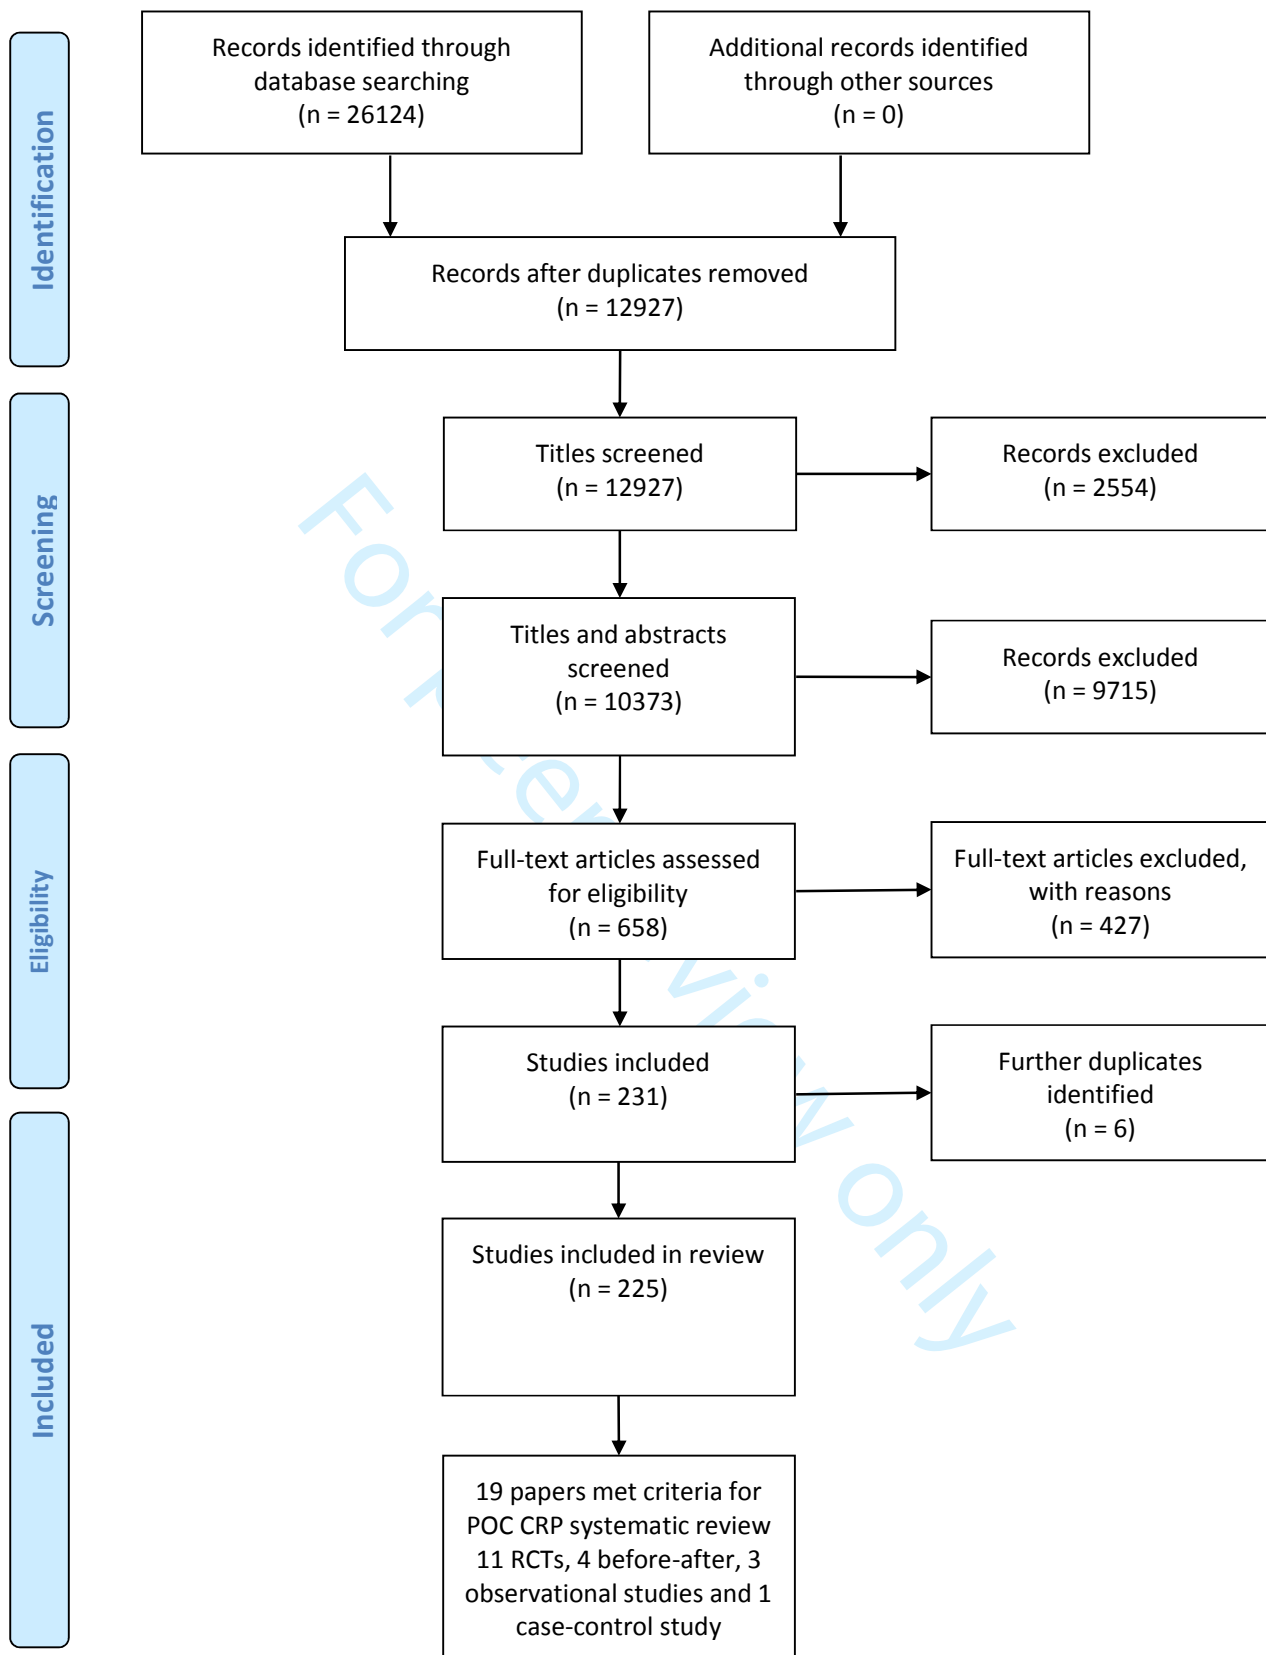 Identification
Records identified through
database searching
(n = 26124)
Additional records identified
through other sources
(n = 0)
Records after duplicates removed
(n = 12927)
Screening
Titles screened
(n = 12927)
Records excluded
(n = 2554)
Titles and abstracts
screened
(n = 10373)
Records excluded
(n = 9715)
Eligibility
Full-text articles assessed
for eligibility
(n = 658)
Full-text articles excluded,
with reasons
(n = 427)
Studies included
(n = 231)
Further duplicates
identified
(n = 6)
Included
Studies included in review
(n = 225)
19 papers met criteria for
POC CRP systematic review
11 RCTs, 4 before-after, 3
observational studies and 1
case-control study
For peer review only